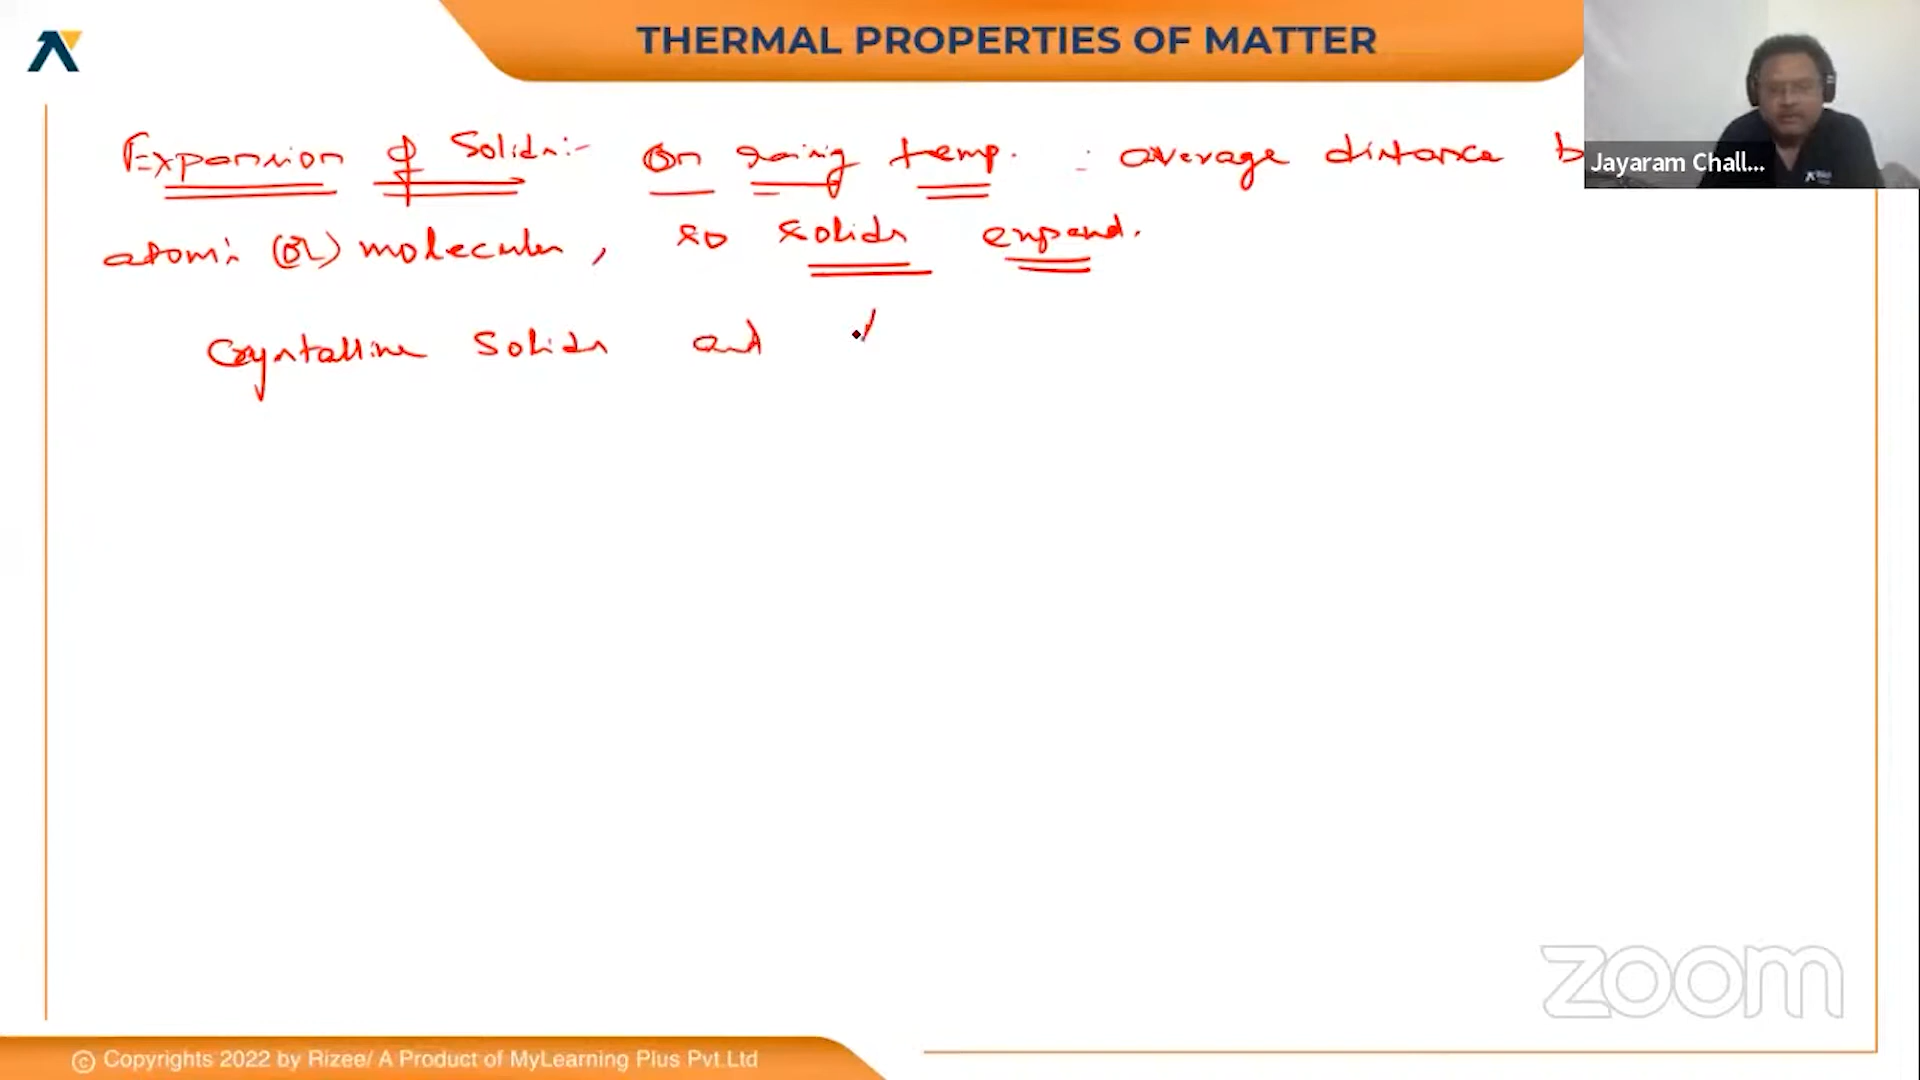 THERMAL PROPERTIES OF MATTER
Expansion of Solids:- On raising temp. : average distance b
Jayaram Chall...
atoms (or) molecules, so solids expand.
Crystalline Solids and
zoom
© Copyrights 2022 by Rizee/ A Product of MyLearning Plus Pvt.Ltd